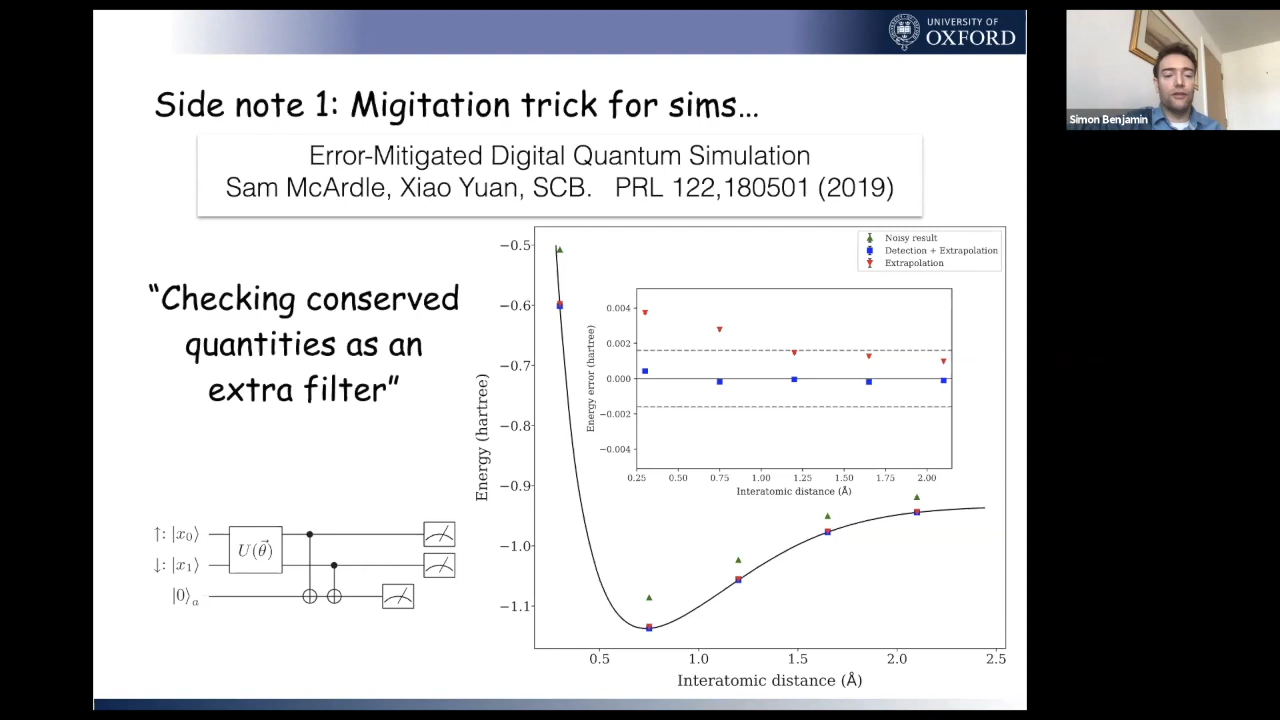 UNIVERSITY OF
OXFORD
Simon Benjamin
Side note 1: Migitation trick for sims…
Error-Mitigated Digital Quantum Simulation
Sam McArdle, Xiao Yuan, SCB. PRL 122,180501 (2019)
“Checking conserved
quantities as an
extra filter”
↑: |x₀⟩
↓: |x₁⟩
|0⟩ₐ
U(θ⃗)
Energy (hartree)
−0.5
−0.6
−0.7
−0.8
−0.9
−1.0
−1.1
0.5 1.0 1.5 2.0 2.5
Interatomic distance (Å)
Noisy result
Detection + Extrapolation
Extrapolation
Energy error (hartree)
0.004
0.002
0.000
−0.002
−0.004
0.25 0.50 0.75 1.00 1.25 1.50 1.75 2.00
Interatomic distance (Å)